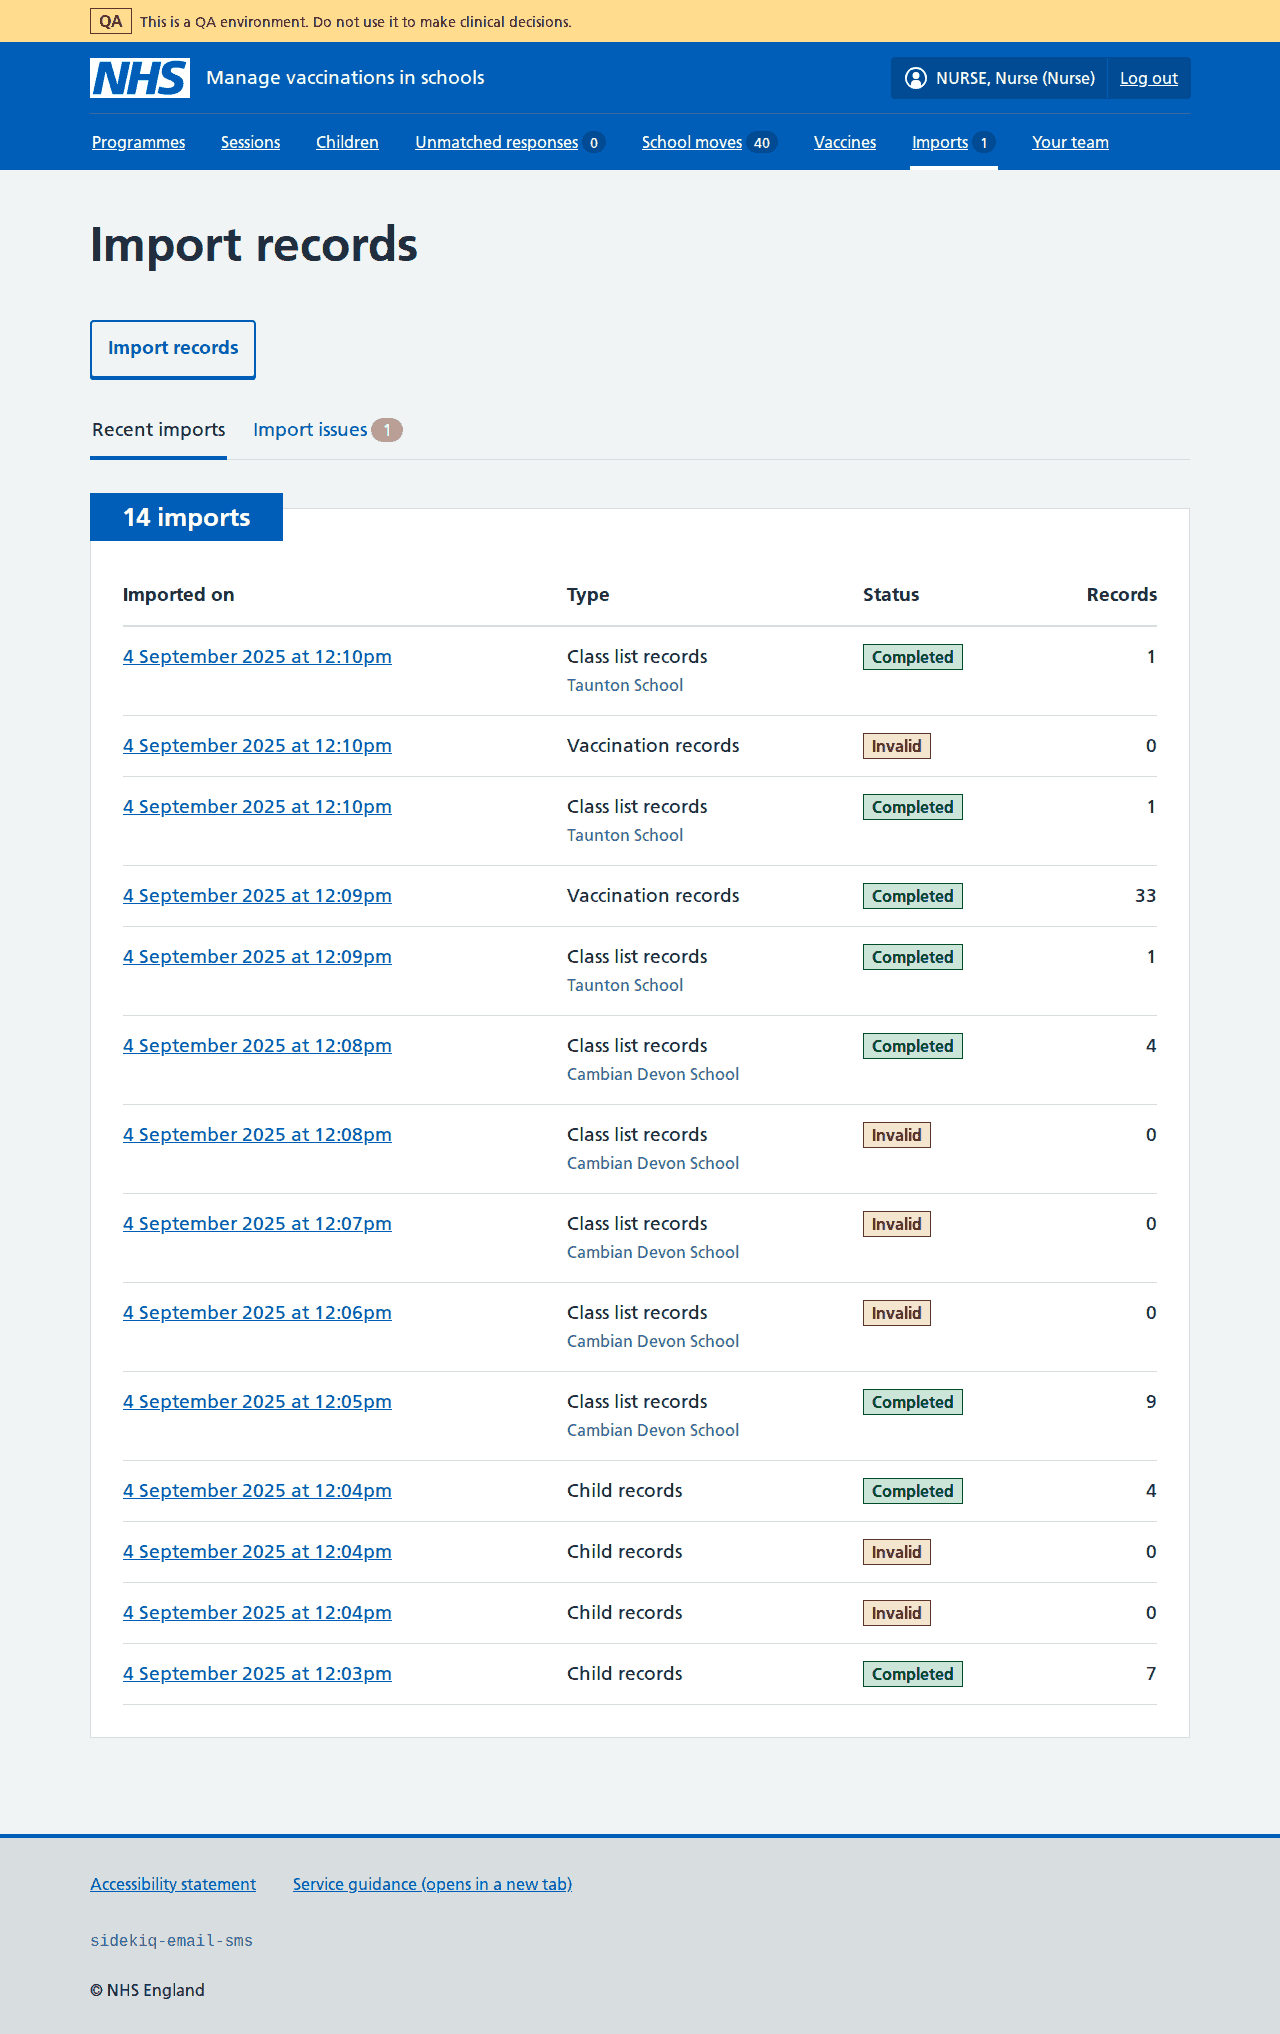 QA This is a QA environment. Do not use it to make clinical decisions.
NHS Manage vaccinations in schools NURSE, Nurse (Nurse) Log out
Programmes Sessions Children Unmatched responses 0 School moves 40 Vaccines Imports 1 Your team
Import records
Import records
Recent imports Import issues 1
14 imports
Imported on Type Status Records
4 September 2025 at 12:10pm Class list records Completed 1
Taunton School
4 September 2025 at 12:10pm Vaccination records Invalid 0
4 September 2025 at 12:10pm Class list records Completed 1
Taunton School
4 September 2025 at 12:09pm Vaccination records Completed 33
4 September 2025 at 12:09pm Class list records Completed 1
Taunton School
4 September 2025 at 12:08pm Class list records Completed 4
Cambian Devon School
4 September 2025 at 12:08pm Class list records Invalid 0
Cambian Devon School
4 September 2025 at 12:07pm Class list records Invalid 0
Cambian Devon School
4 September 2025 at 12:06pm Class list records Invalid 0
Cambian Devon School
4 September 2025 at 12:05pm Class list records Completed 9
Cambian Devon School
4 September 2025 at 12:04pm Child records Completed 4
4 September 2025 at 12:04pm Child records Invalid 0
4 September 2025 at 12:04pm Child records Invalid 0
4 September 2025 at 12:03pm Child records Completed 7
Accessibility statement Service guidance (opens in a new tab)
sidekiq-email-sms
© NHS England